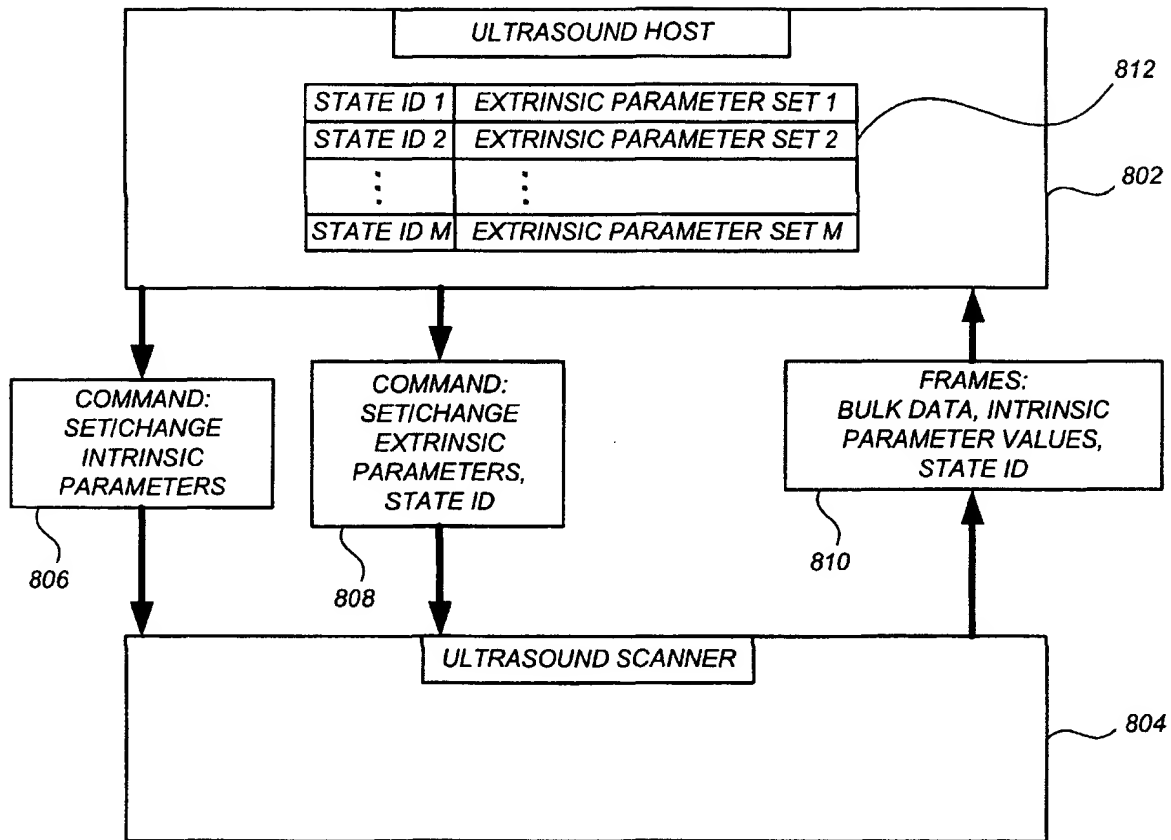 ULTRASOUND HOST
812
STATE ID 1 EXTRINSIC PARAMETER SET 1
STATE ID 2 EXTRINSIC PARAMETER SET 2
⋮ ⋮
STATE ID M EXTRINSIC PARAMETER SET M
802
COMMAND:
SET/CHANGE
INTRINSIC
PARAMETERS
806
COMMAND:
SET/CHANGE
EXTRINSIC
PARAMETERS,
STATE ID
808
FRAMES:
BULK DATA, INTRINSIC
PARAMETER VALUES,
STATE ID
810
ULTRASOUND SCANNER
804